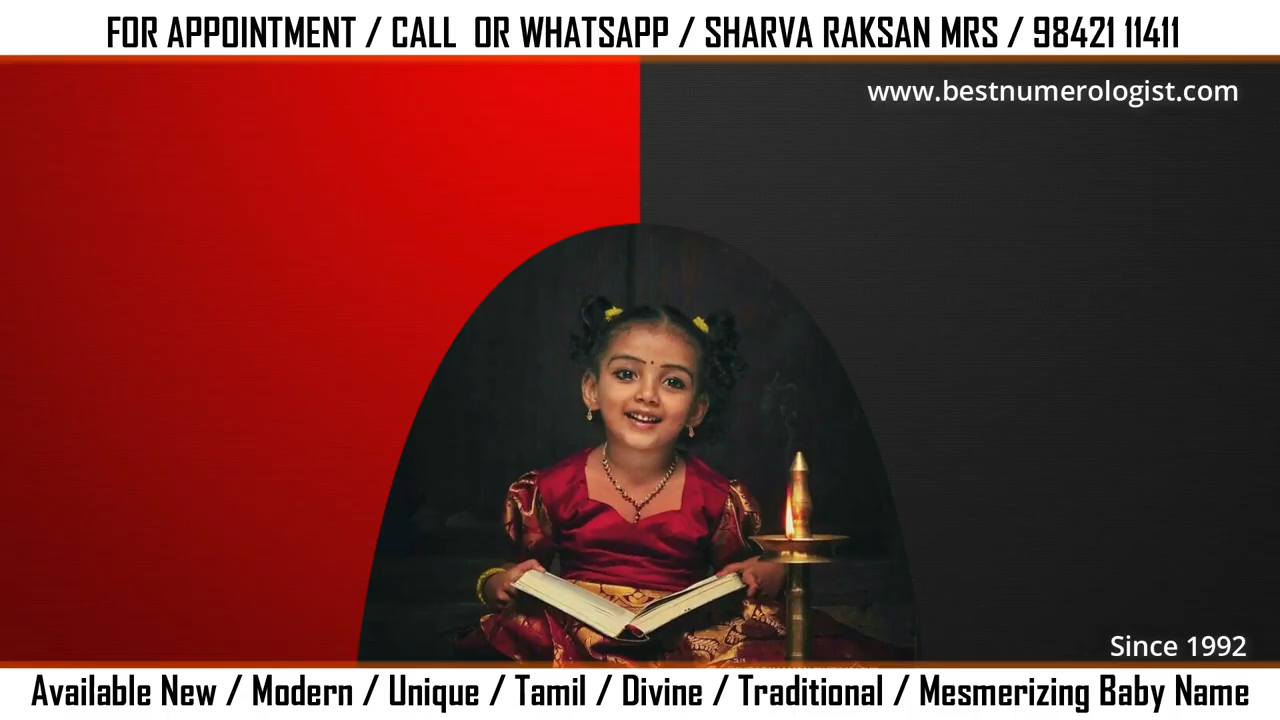 FOR APPOINTMENT / CALL OR WHATSAPP / SHARVA RAKSAN MRS / 98421 11411
www.bestnumerologist.com
Since 1992
Available New / Modern / Unique / Tamil / Divine / Traditional / Mesmerizing Baby Name